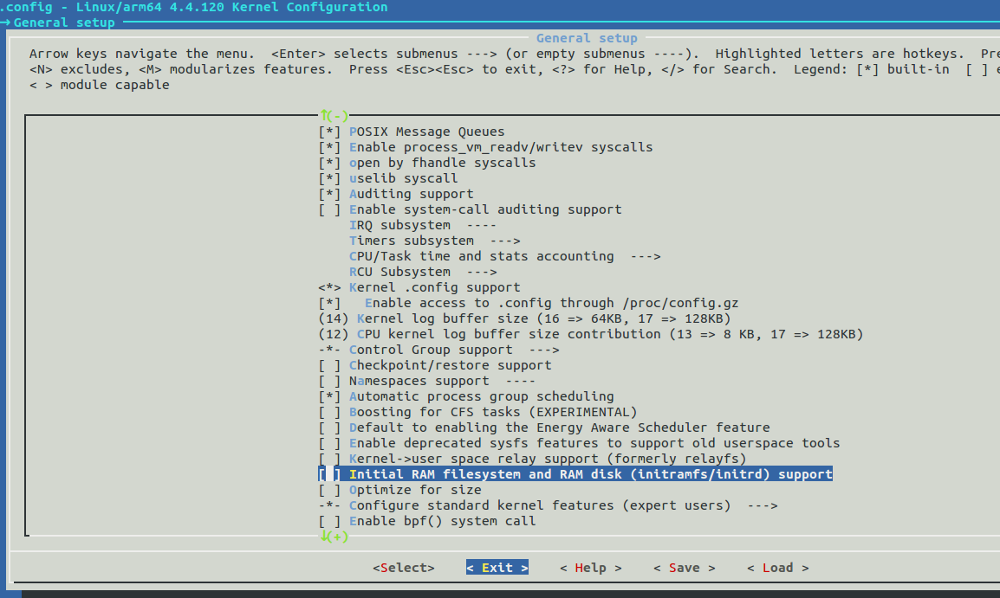 .config - Linux/arm64 4.4.120 Kernel Configuration
→ General setup
General setup
Arrow keys navigate the menu.  <Enter> selects submenus ---> (or empty submenus ----).  Highlighted letters are hotkeys.
<N> excludes, <M> modularizes features.  Press <Esc><Esc> to exit, <?> for Help, </> for Search.  Legend: [*] built-in  [ ]
< > module capable
↑(-)
[*] POSIX Message Queues
[*] Enable process_vm_readv/writev syscalls
[*] open by fhandle syscalls
[*] uselib syscall
[*] Auditing support
[ ] Enable system-call auditing support
IRQ subsystem  ----
Timers subsystem  --->
CPU/Task time and stats accounting  --->
RCU Subsystem  --->
<*> Kernel .config support
[*]   Enable access to .config through /proc/config.gz
(14) Kernel log buffer size (16 => 64KB, 17 => 128KB)
(12) CPU kernel log buffer size contribution (13 => 8 KB, 17 => 128KB)
-*- Control Group support  --->
[ ] Checkpoint/restore support
[ ] Namespaces support  ----
[*] Automatic process group scheduling
[ ] Boosting for CFS tasks (EXPERIMENTAL)
[ ] Default to enabling the Energy Aware Scheduler feature
[ ] Enable deprecated sysfs features to support old userspace tools
[ ] Kernel->user space relay support (formerly relayfs)
[ ] Initial RAM filesystem and RAM disk (initramfs/initrd) support
[ ] Optimize for size
-*- Configure standard kernel features (expert users)  --->
[ ] Enable bpf() system call
↓(+)
<Select>    < Exit >    < Help >    < Save >    < Load >